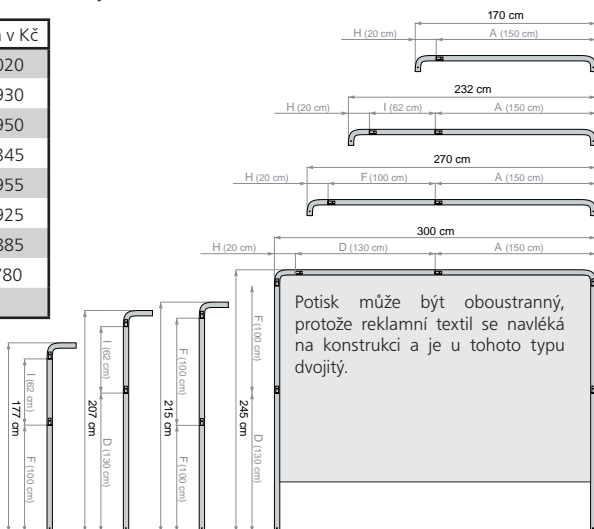 v Kč
020
930
950
845
955
925
885
780
170 cm
H (20 cm) A (150 cm)
232 cm
H (20 cm) I (62 cm) A (150 cm)
270 cm
H (20 cm) F (100 cm) A (150 cm)
300 cm
H (20 cm) D (130 cm) A (150 cm)
Potisk může být oboustranný,
protože reklamní textil se navléká
na konstrukci a je u tohoto typu
dvojitý.
177 cm
I (62 cm)
F (100 cm)
207 cm
I (62 cm)
D (130 cm)
215 cm
F (100 cm)
F (100 cm)
245 cm
F (100 cm)
D (130 cm)